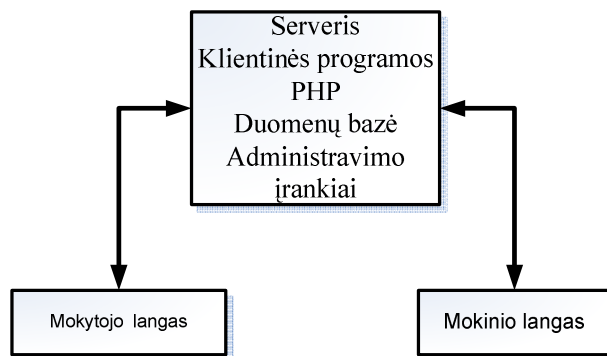 Serveris
Klientinės programos
PHP
Duomenų bazė
Administravimo
įrankiai
Mokytojo langas
Mokinio langas